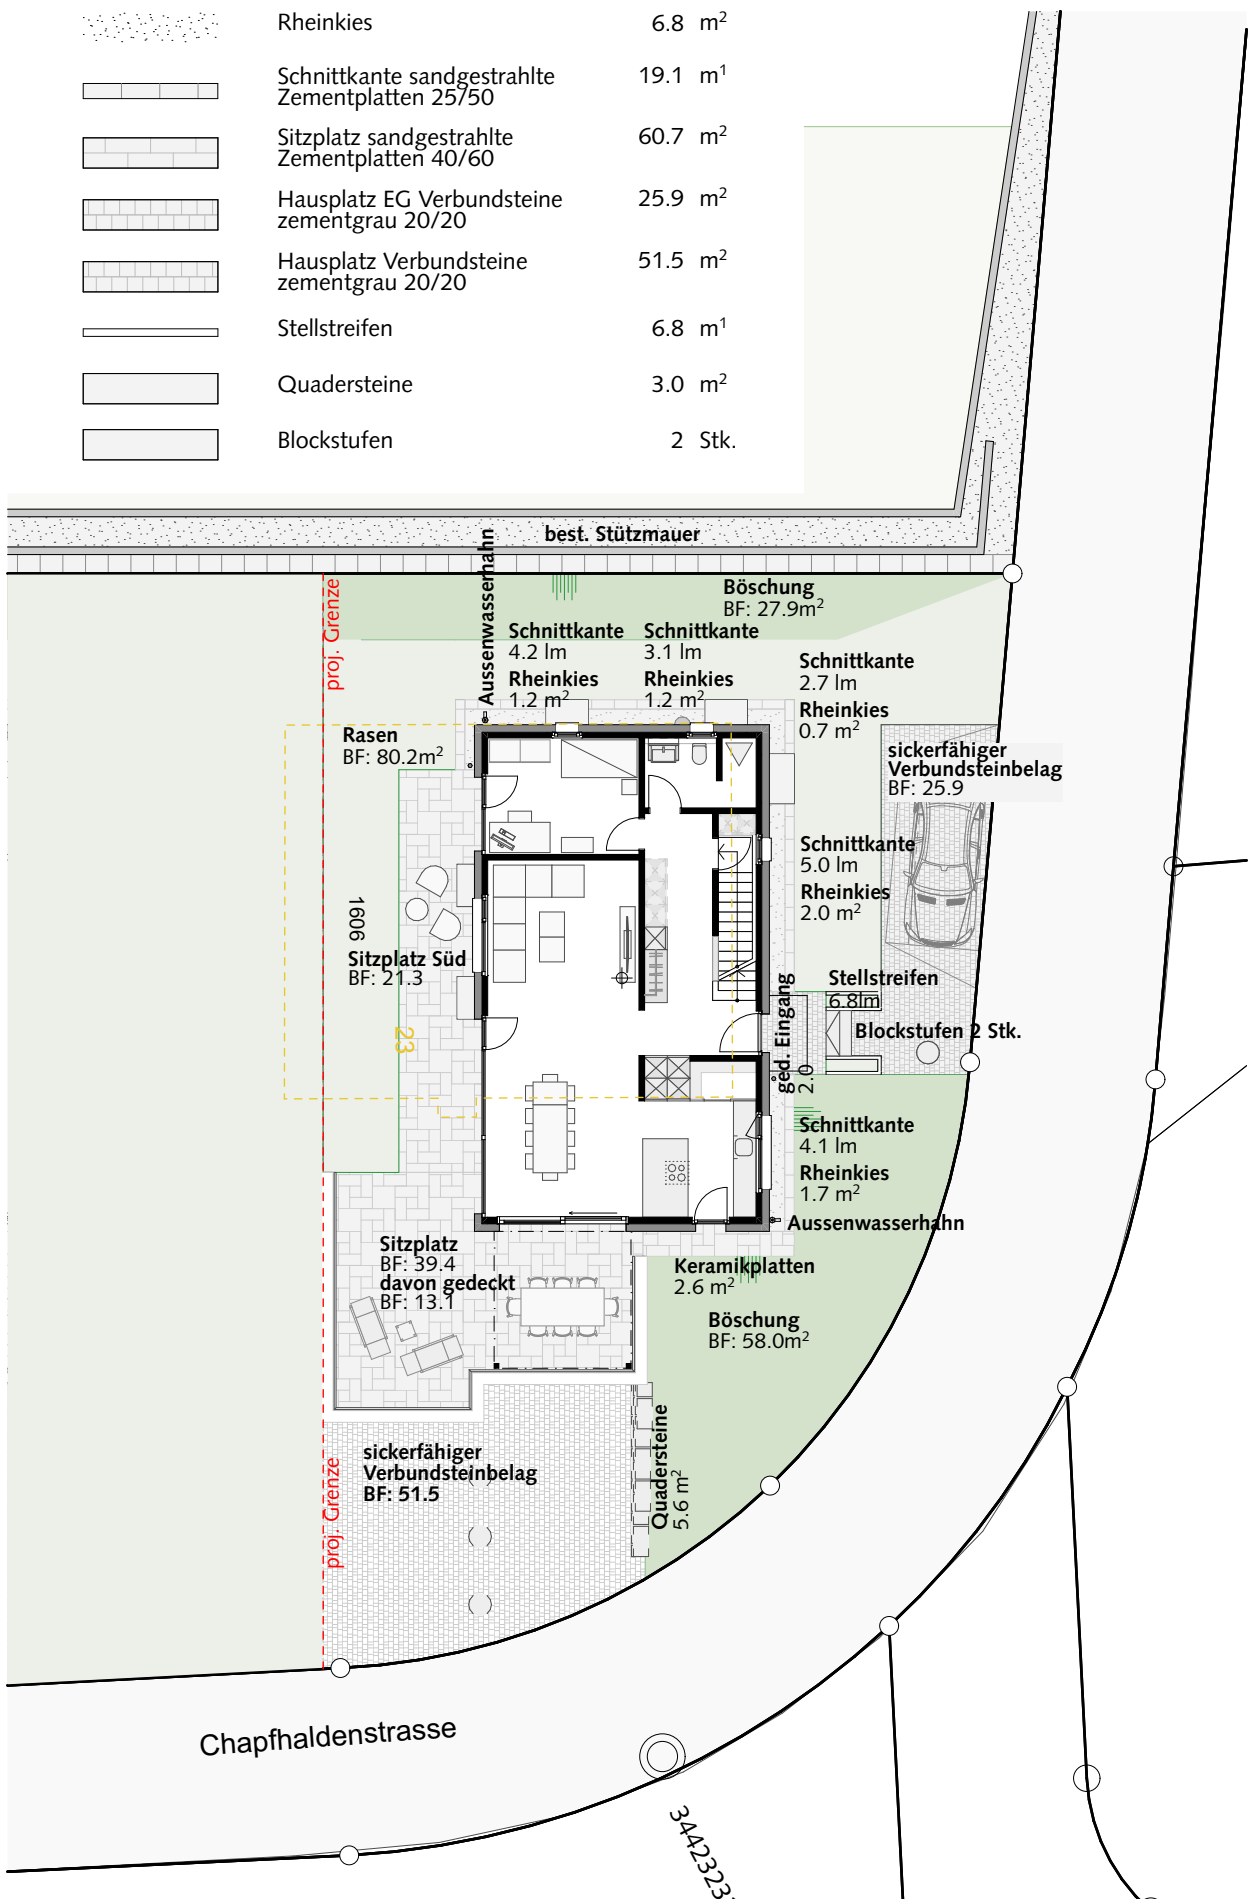 Rheinkies 6.8 m²
Schnittkante sandgestrahlte
Zementplatten 25/50 19.1 m¹
Sitzplatz sandgestrahlte
Zementplatten 40/60 60.7 m²
Hausplatz EG Verbundsteine
zementgrau 20/20 25.9 m²
Hausplatz Verbundsteine
zementgrau 20/20 51.5 m²
Stellstreifen 6.8 m¹
Quadersteine 3.0 m²
Blockstufen 2 Stk.
best. Stützmauer
Aussenwasserhahn
proj. Grenze
Böschung
BF: 27.9m²
Schnittkante
4.2 lm
Rheinkies
1.2 m²
Schnittkante
3.1 lm
Rheinkies
1.2 m²
Schnittkante
2.7 lm
Rheinkies
0.7 m²
Rasen
BF: 80.2m²
sickerfähiger
Verbundsteinbelag
BF: 25.9
Schnittkante
5.0 lm
Rheinkies
2.0 m²
1606
Sitzplatz Süd
BF: 21.3
23
Stellstreifen
6.8lm
Blockstufen 2 Stk.
ged. Eingang
2.0
Schnittkante
4.1 lm
Rheinkies
1.7 m²
Aussenwasserhahn
Sitzplatz
BF: 39.4
davon gedeckt
BF: 13.1
Keramikplatten
2.6 m²
Böschung
BF: 58.0m²
Quadersteine
5.6 m²
sickerfähiger
Verbundsteinbelag
BF: 51.5
proj. Grenze
Chapfhaldenstrasse